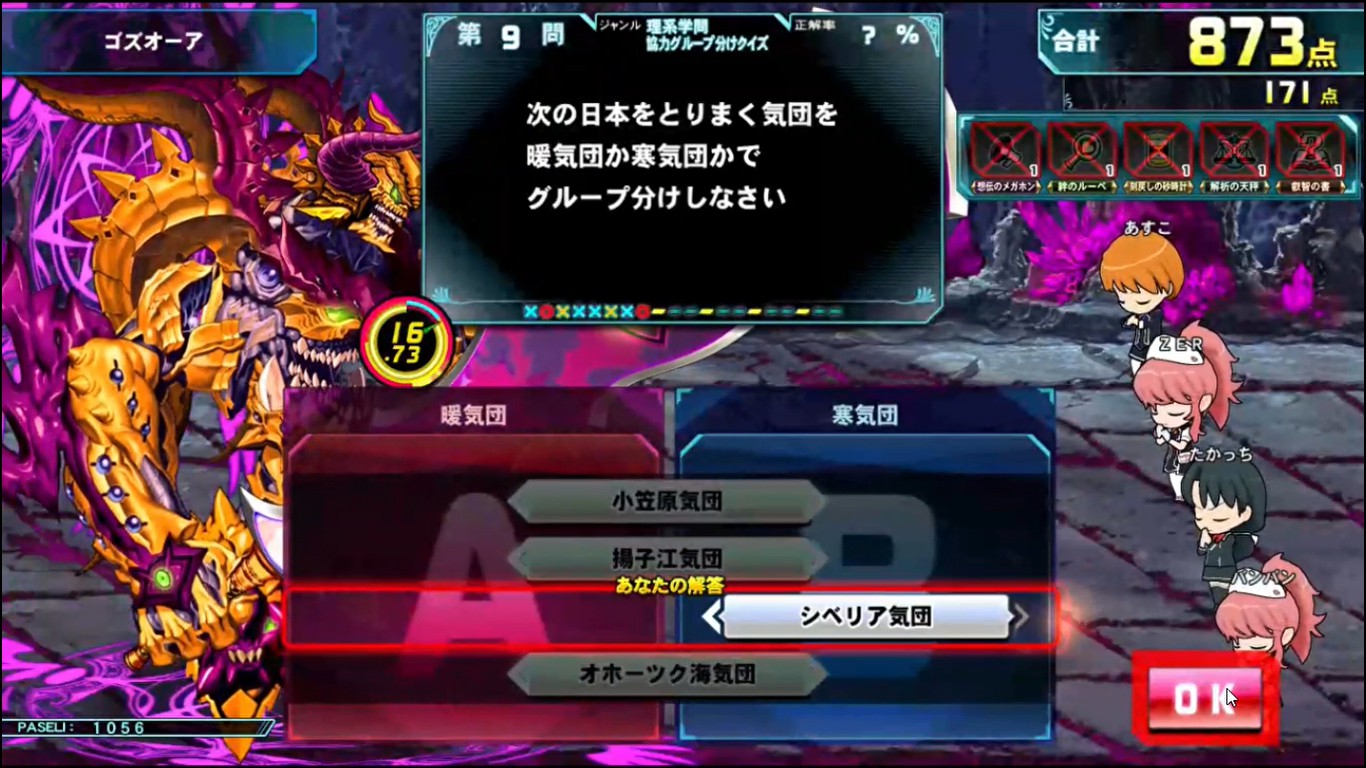 ゴズオーア
第 9 問
ジャンル 理系学問
協力グループ分けクイズ
正解率
? %
合計
873点
171点
次の日本をとりまく気団を
暖気団か寒気団かで
グループ分けしなさい
1 1 1 1 1
想伝のメガホン 絆のルーペ 刻戻しの砂時計 解析の天秤 叡智の書
あすこ
16
.73
ZER
暖気団
寒気団
たかっち
A
B
小笠原気団
揚子江気団
あなたの解答
シベリア気団
バンバン
オホーツク海気団
OK
PASELI: 1056